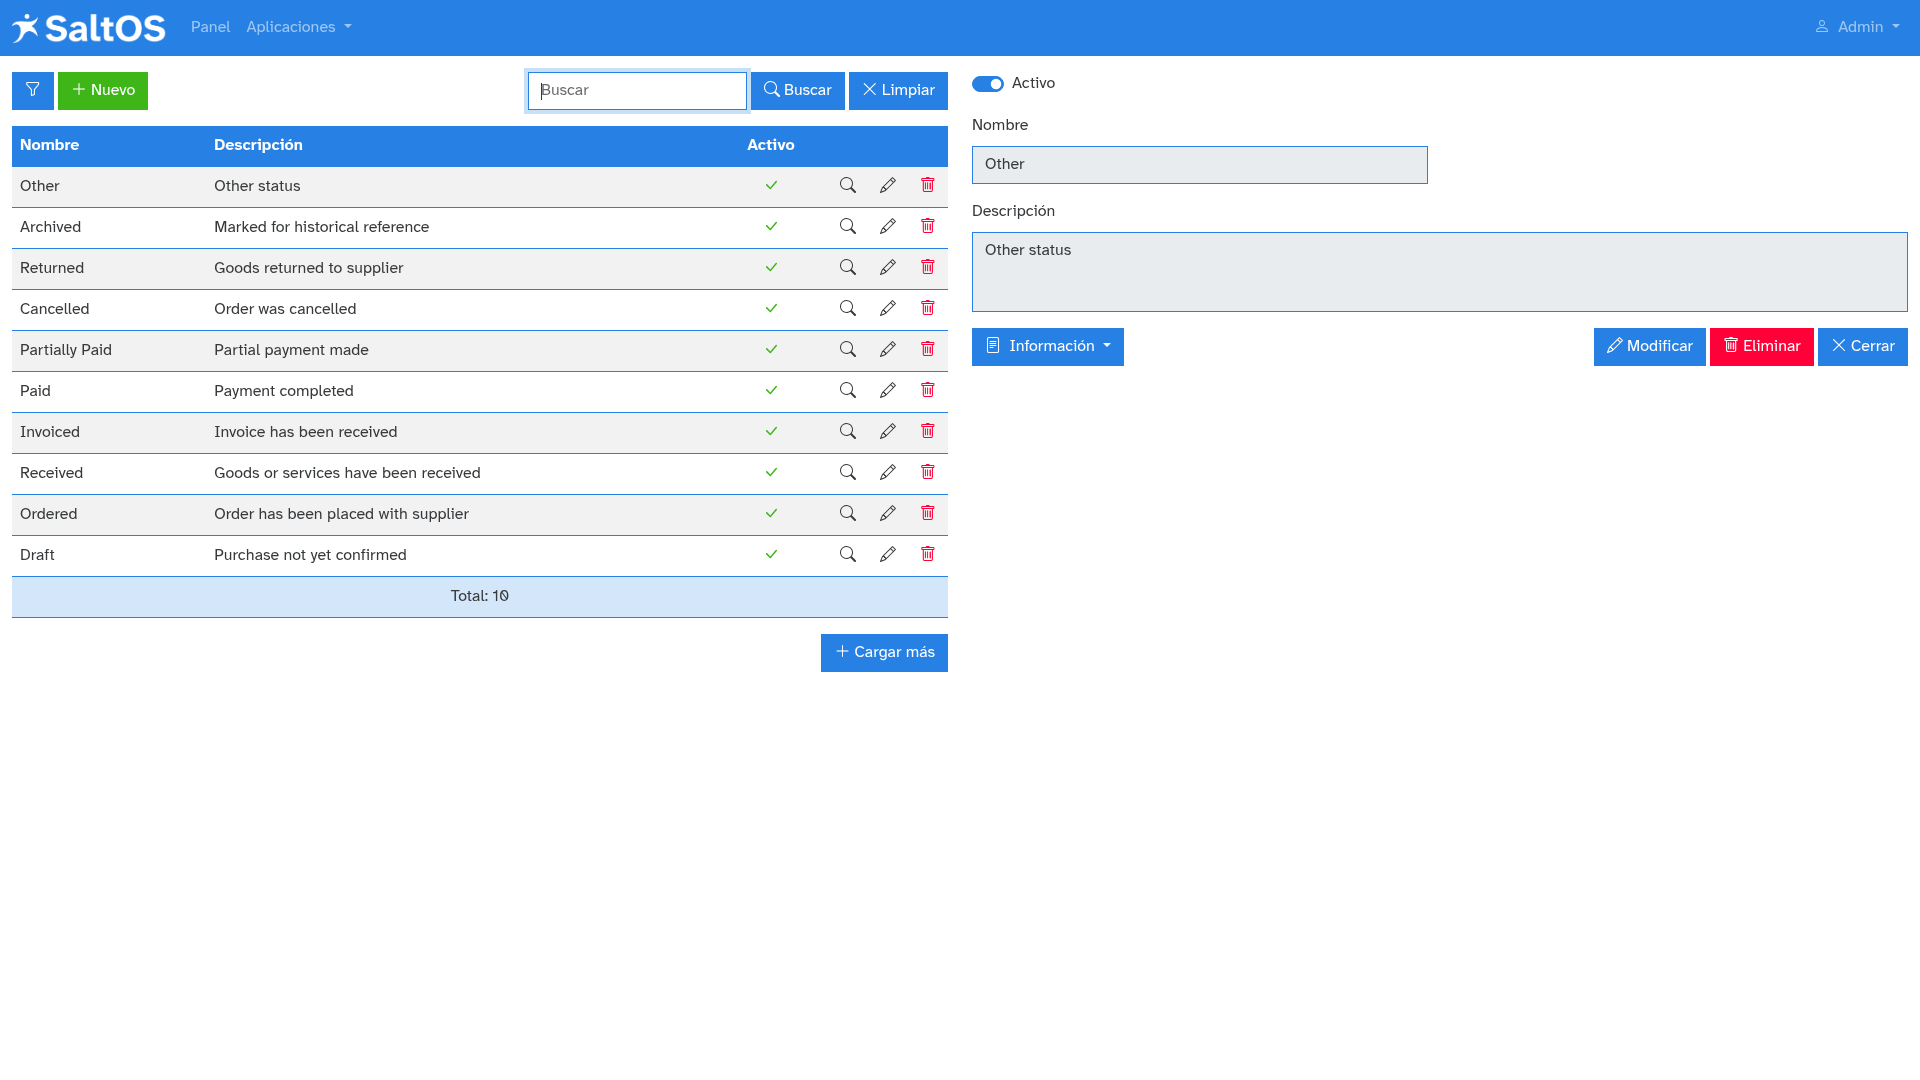 SaltOS Panel Aplicaciones Admin
Nuevo Buscar Buscar Limpiar
Nombre Descripción Activo
Other Other status
Archived Marked for historical reference
Returned Goods returned to supplier
Cancelled Order was cancelled
Partially Paid Partial payment made
Paid Payment completed
Invoiced Invoice has been received
Received Goods or services have been received
Ordered Order has been placed with supplier
Draft Purchase not yet confirmed
Total: 10
Cargar más
Activo
Nombre
Other
Descripción
Other status
Información Modificar Eliminar Cerrar